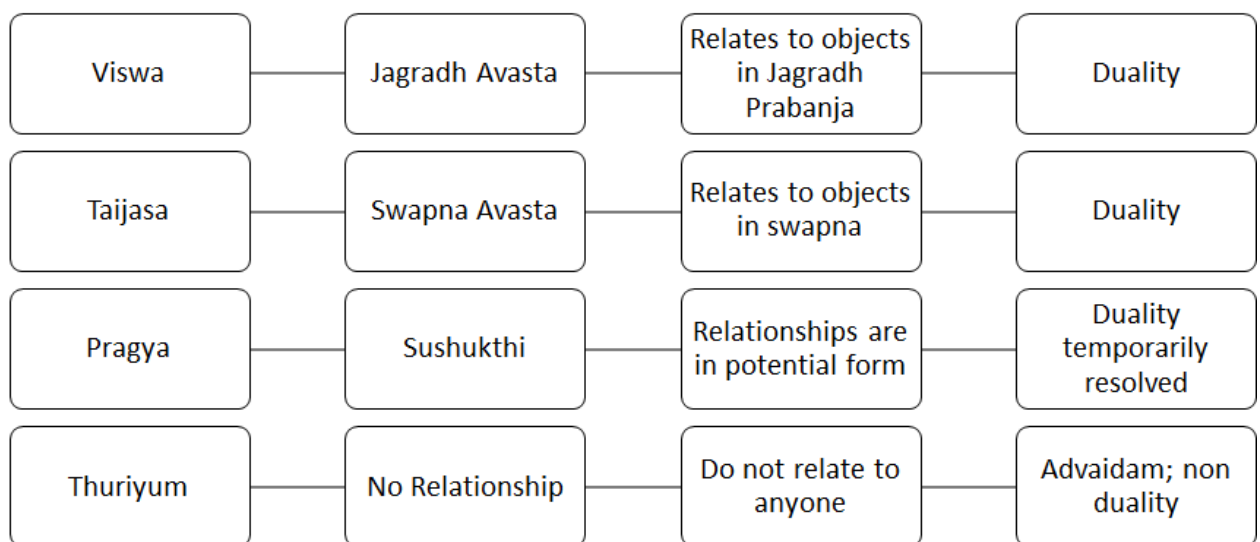 Viswa
Jagradh Avasta
Relates to objects
in Jagradh
Prabanja
Duality
Taijasa
Swapna Avasta
Relates to objects
in swapna
Duality
Pragya
Sushukthi
Relationships are
in potential form
Duality
temporarily
resolved
Thuriyum
No Relationship
Do not relate to
anyone
Advaidam; non
duality